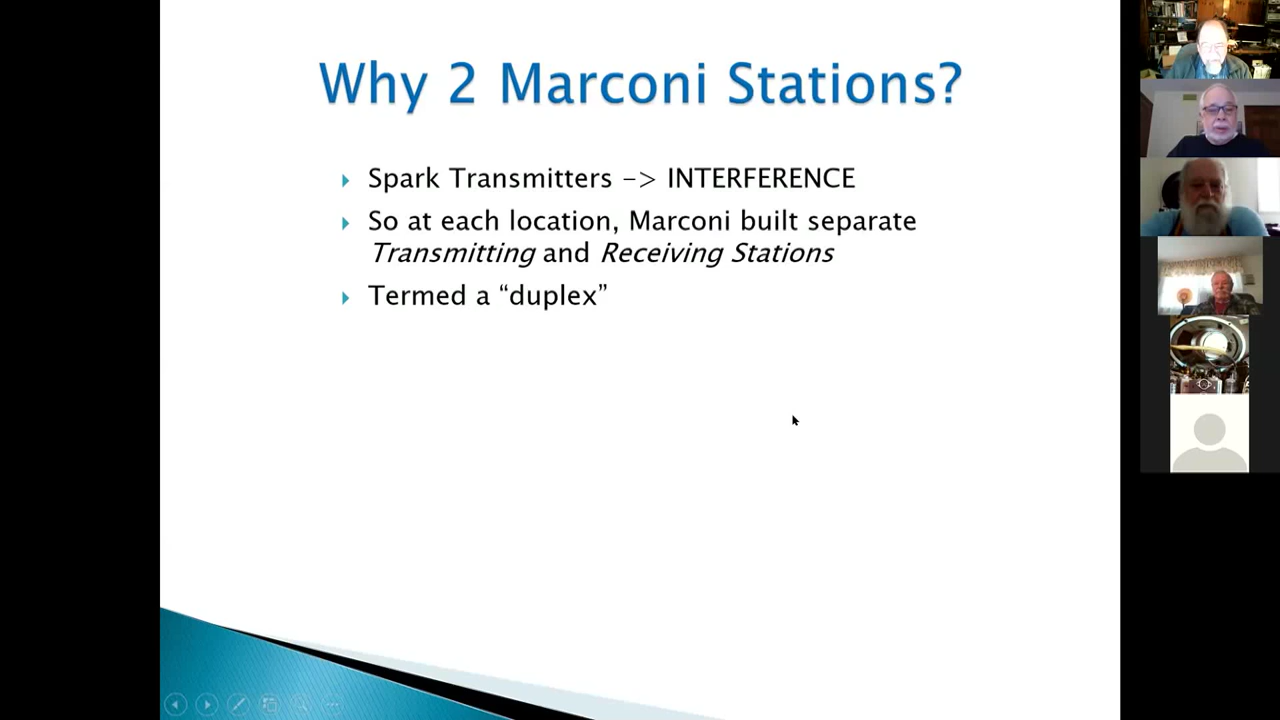 Why 2 Marconi Stations?
Spark Transmitters -> INTERFERENCE
So at each location, Marconi built separate
Transmitting and Receiving Stations
Termed a “duplex”